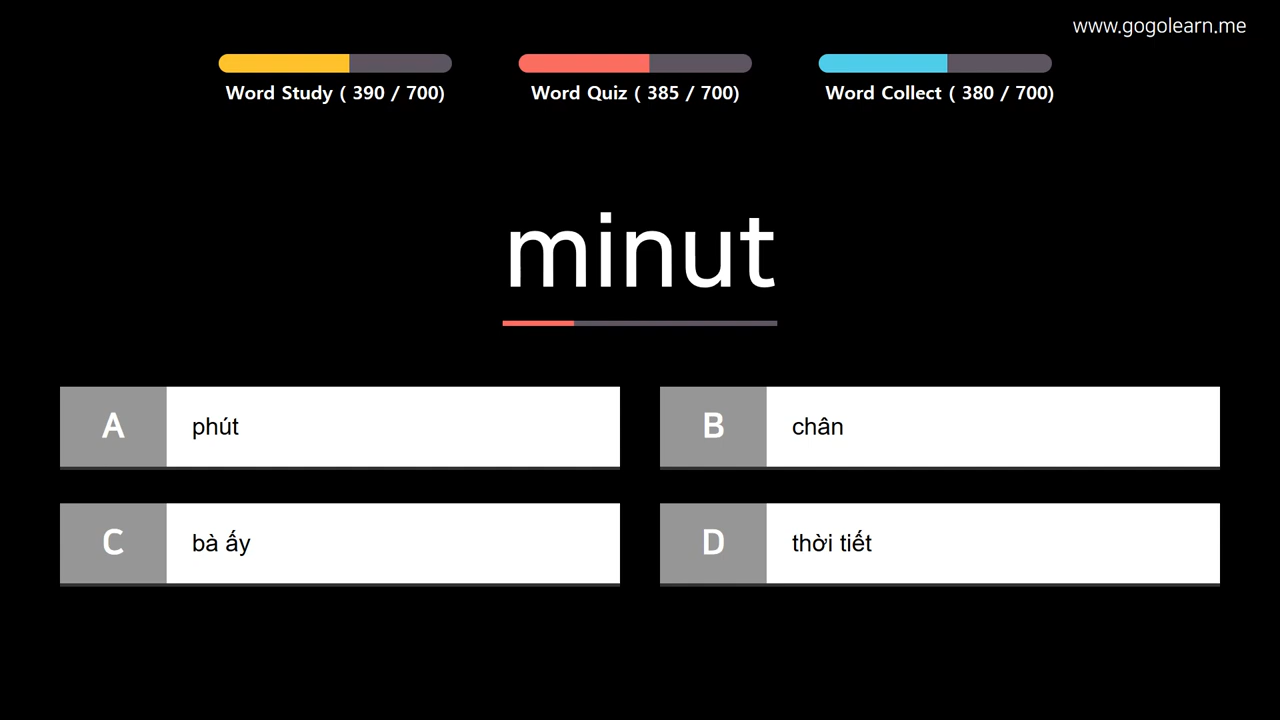 www.gogolearn.me
Word Study ( 390 / 700)
Word Quiz ( 385 / 700)
Word Collect ( 380 / 700)
minut
A phút
B chân
C bà ấy
D thời tiết